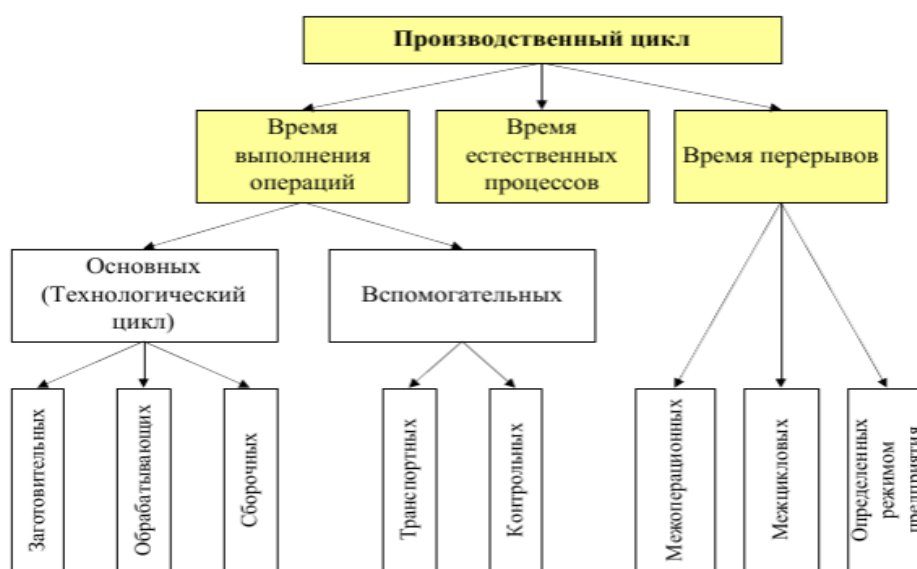 Производственный цикл
Время
выполнения
операций
Время
естественных
процессов
Время перерывов
Основных
(Технологический
цикл)
Вспомогательных
Заготовительных
Обрабатывающих
Сборочных
Транспортных
Контрольных
Межоперационных
Межцикловых
Определенных
режимом
предприятия